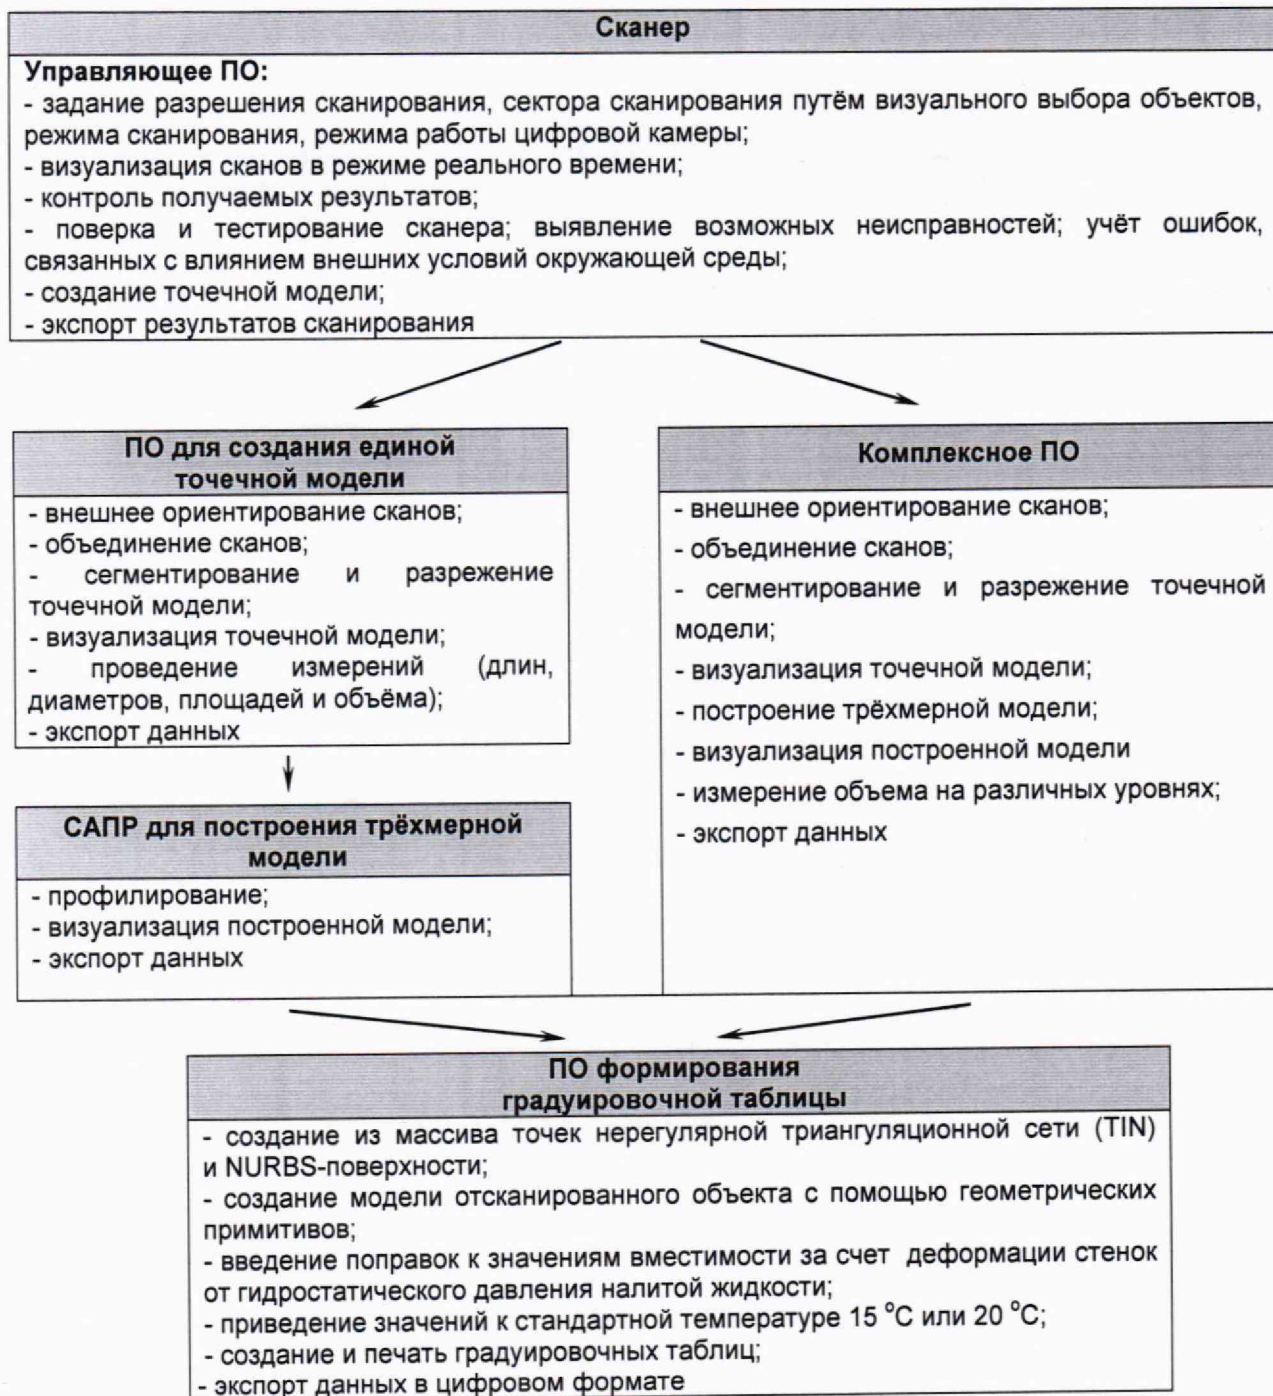 Сканер
Управляющее ПО:
- задание разрешения сканирования, сектора сканирования путём визуального выбора объектов,
режима сканирования, режима работы цифровой камеры;
- визуализация сканов в режиме реального времени;
- контроль получаемых результатов;
- поверка и тестирование сканера; выявление возможных неисправностей; учёт ошибок,
связанных с влиянием внешних условий окружающей среды;
- создание точечной модели;
- экспорт результатов сканирования
ПО для создания единой
точечной модели
- внешнее ориентирование сканов;
- объединение сканов;
- сегментирование и разрежение
точечной модели;
- визуализация точечной модели;
- проведение измерений (длин,
диаметров, площадей и объёма);
- экспорт данных
САПР для построения трёхмерной
модели
- профилирование;
- визуализация построенной модели;
- экспорт данных
Комплексное ПО
- внешнее ориентирование сканов;
- объединение сканов;
- сегментирование и разрежение точечной
модели;
- визуализация точечной модели;
- построение трёхмерной модели;
- визуализация построенной модели
- измерение объема на различных уровнях;
- экспорт данных
ПО формирования
градуировочной таблицы
- создание из массива точек нерегулярной триангуляционной сети (TIN)
и NURBS-поверхности;
- создание модели отсканированного объекта с помощью геометрических
примитивов;
- введение поправок к значениям вместимости за счет деформации стенок
от гидростатического давления налитой жидкости;
- приведение значений к стандартной температуре 15 °С или 20 °С;
- создание и печать градуировочных таблиц;
- экспорт данных в цифровом формате